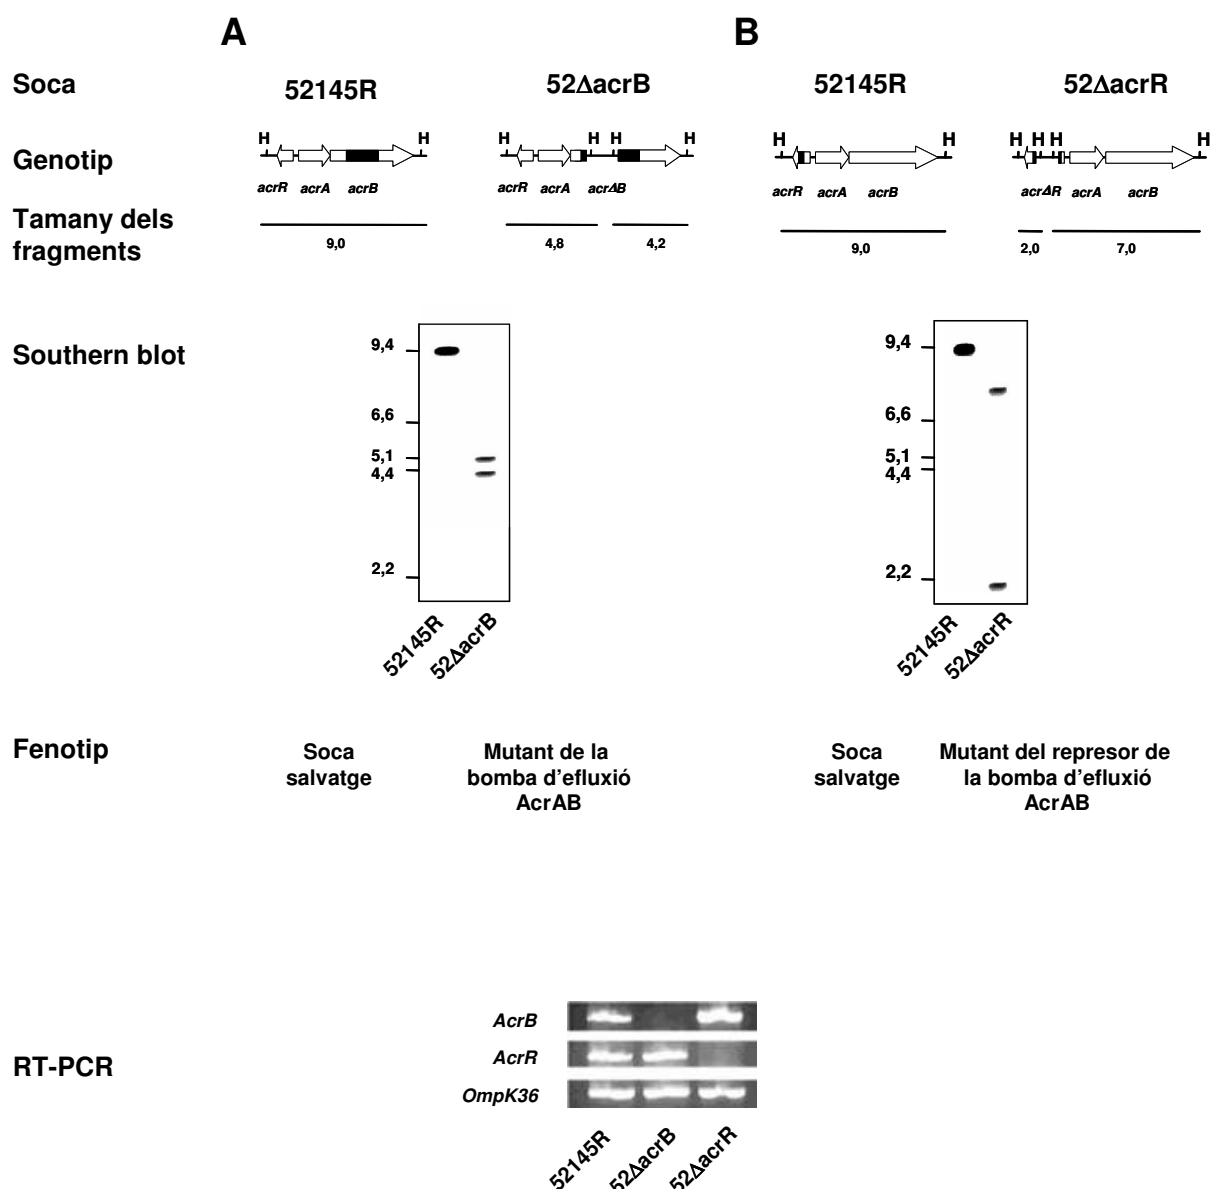 A
B
Soca
52145R
52ΔacrB
52145R
52ΔacrR
Genotip
H
H
H
H
H
H
H
H
H
H
H
H
acrR
acrA
acrB
acrR
acrA
acrΔB
acrR
acrA
acrB
acrΔR
acrA
acrB
Tamany dels
fragments
9,0
4,8
4,2
9,0
2,0
7,0
Southern blot
9,4
6,6
5,1
4,4
2,2
52145R
52ΔacrB
9,4
6,6
5,1
4,4
2,2
52145R
52ΔacrR
Fenotip
Soca
salvatge
Mutant de la
bomba d'efluxió
AcrAB
Soca
salvatge
Mutant del represor de
la bomba d'efluxió
AcrAB
RT-PCR
AcrB
AcrR
OmpK36
52145R
52ΔacrB
52ΔacrR